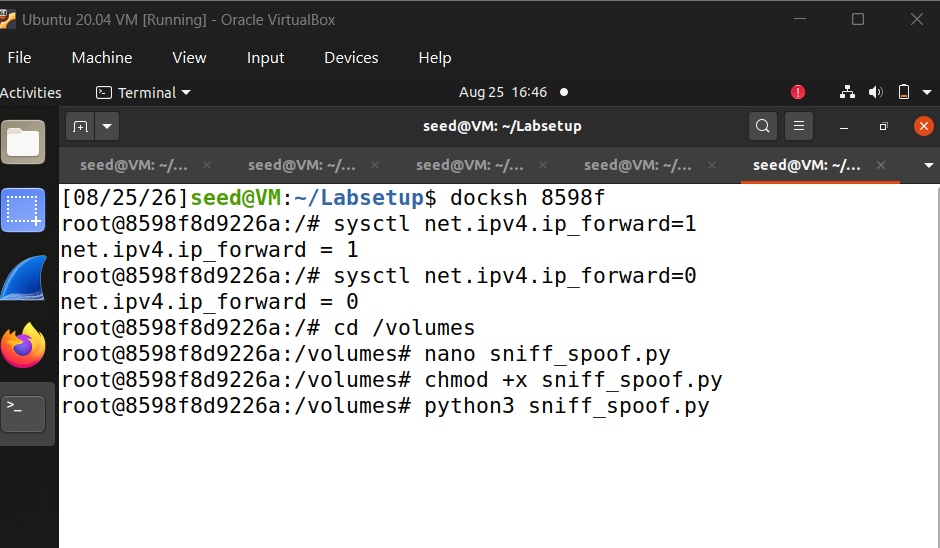 Ubuntu 20.04 VM [Running] - Oracle VirtualBox
File Machine View Input Devices Help
Activities Terminal Aug 25 16:46
seed@VM: ~/Labsetup
seed@VM: ~/... × seed@VM: ~/... × seed@VM: ~/... × seed@VM: ~/... × seed@VM: ~/... ×
[08/25/26]seed@VM:~/Labsetup$ docksh 8598f
root@8598f8d9226a:/# sysctl net.ipv4.ip_forward=1
net.ipv4.ip_forward = 1
root@8598f8d9226a:/# sysctl net.ipv4.ip_forward=0
net.ipv4.ip_forward = 0
root@8598f8d9226a:/# cd /volumes
root@8598f8d9226a:/volumes# nano sniff_spoof.py
root@8598f8d9226a:/volumes# chmod +x sniff_spoof.py
root@8598f8d9226a:/volumes# python3 sniff_spoof.py